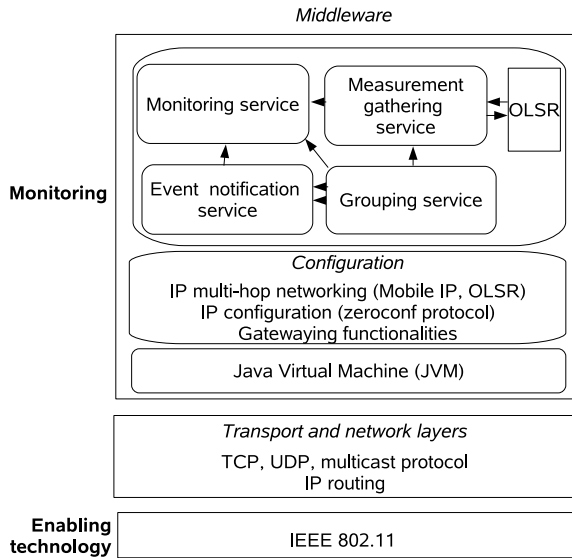 Middleware
Monitoring service
Measurement
gathering
service
OLSR
Monitoring
Event notification
service
Grouping service
Configuration
IP multi-hop networking (Mobile IP, OLSR)
IP configuration (zeroconf protocol)
Gatewaying functionalities
Java Virtual Machine (JVM)
Transport and network layers
TCP, UDP, multicast protocol
IP routing
Enabling
technology
IEEE 802.11